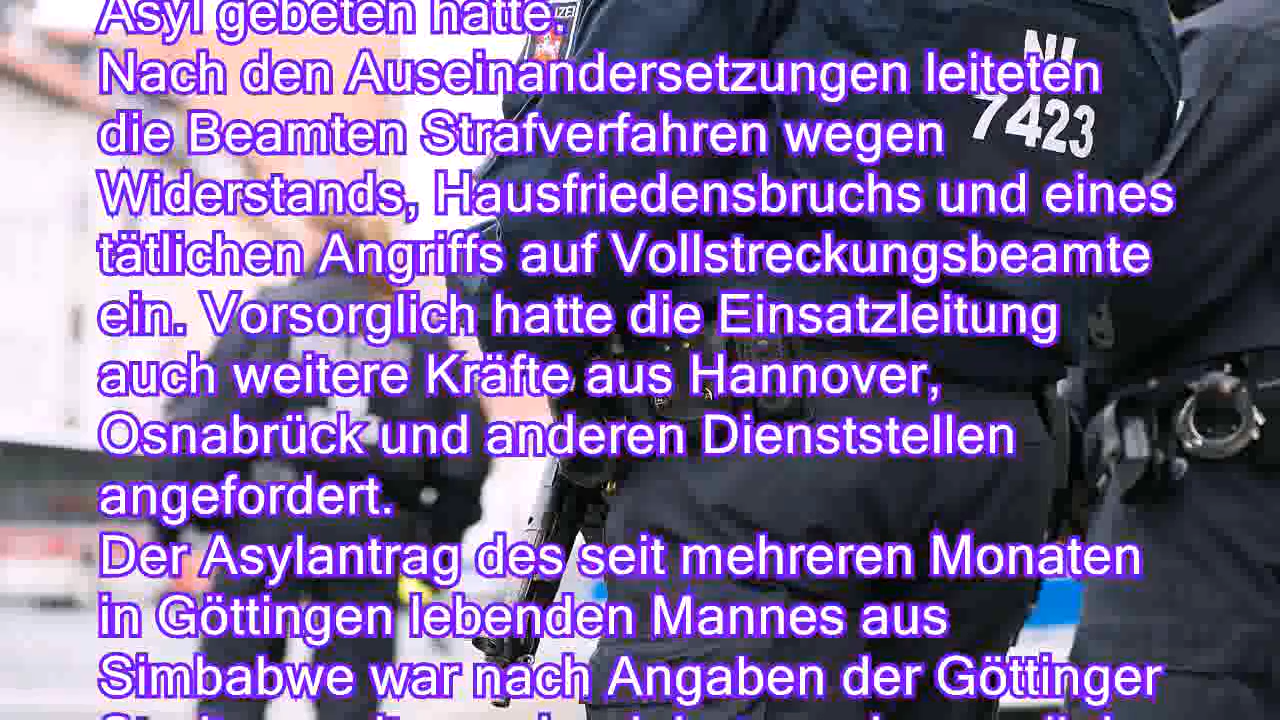 Asyl gebeten hatte.
Nach den Auseinandersetzungen leiteten
die Beamten Strafverfahren wegen
Widerstands, Hausfriedensbruchs und eines
tätlichen Angriffs auf Vollstreckungsbeamte
ein. Vorsorglich hatte die Einsatzleitung
auch weitere Kräfte aus Hannover,
Osnabrück und anderen Dienststellen
angefordert.
Der Asylantrag des seit mehreren Monaten
in Göttingen lebenden Mannes aus
Simbabwe war nach Angaben der Göttinger
NI
7423